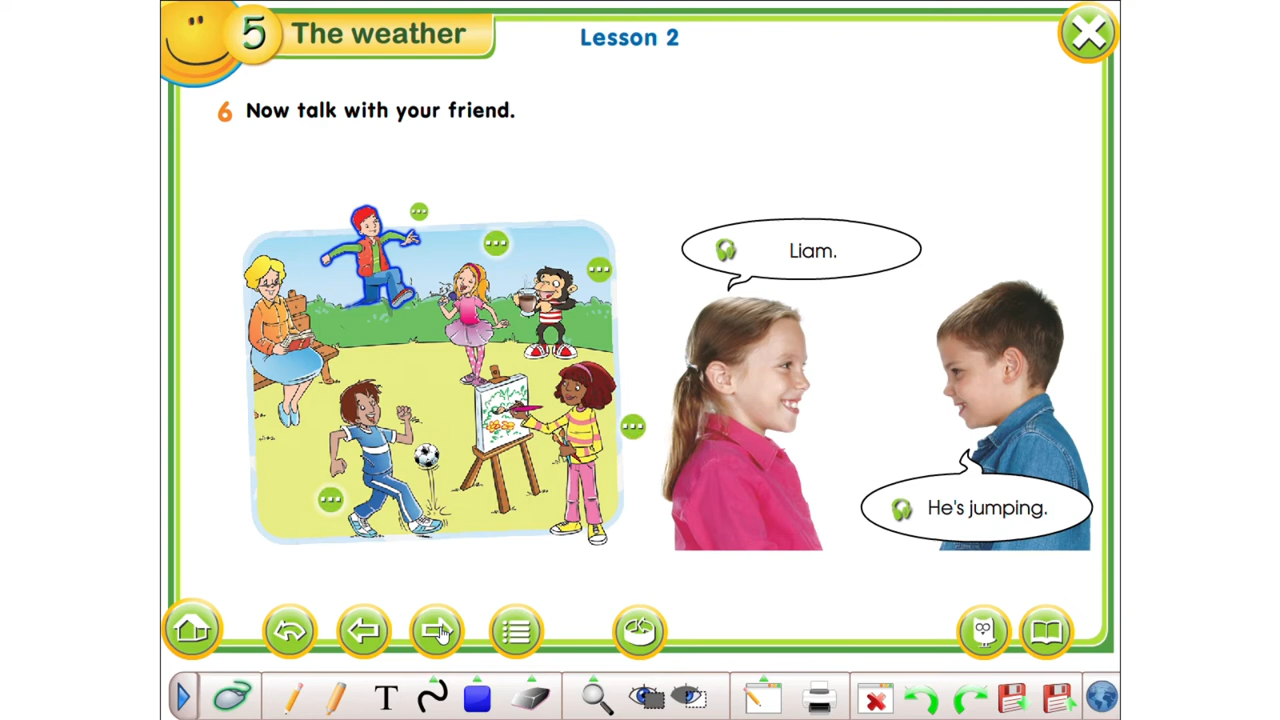 5 The weather
Lesson 2
6 Now talk with your friend.
Liam.
He's jumping.
T